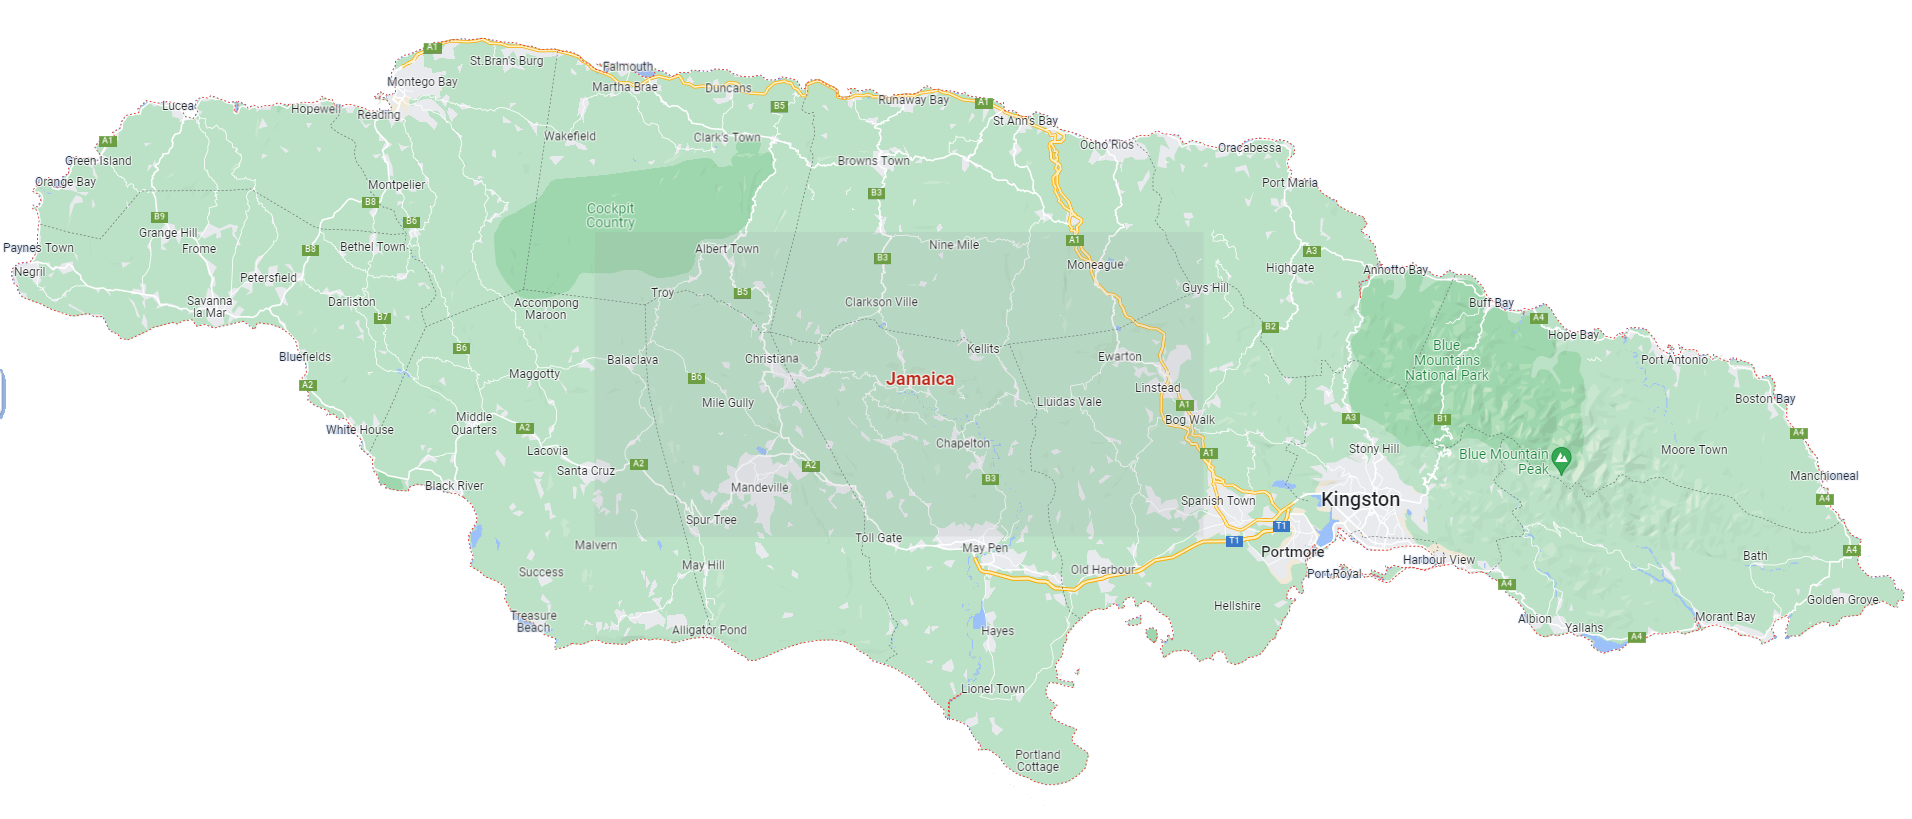 A1
St.Bran's Burg
Falmouth
Montego Bay
Martha Brae
Duncans
Lucea
Hopewell
Reading
B5
Runaway Bay
A1
St Ann's Bay
A1
Wakefield
Clark's Town
Ocho Rios
Oracabessa
Green Island
Browns Town
Orange Bay
Montpelier
Port Maria
B8
B3
B9
B6
Cockpit
Country
Grange Hill
Paynes Town
Frome
B8
Bethel Town
Albert Town
Nine Mile
A1
A3
B3
Negril
Petersfield
Moneague
Highgate
Annotto Bay
Troy
B5
Guys Hill
Savanna
la Mar
Darliston
Accompong
Maroon
Clarkson Ville
Buff Bay
B7
B2
A4
Hope Bay
B6
Bluefields
Balaclava
Christiana
Kellits
Ewarton
Blue
Mountains
National Park
Port Antonio
A2
Maggotty
B6
Jamaica
Linstead
Mile Gully
Lluidas Vale
A1
Boston Bay
White House
Middle
Quarters
A2
Bog Walk
A3
B1
A4
Lacovia
Chapelton
A1
Stony Hill
Blue Mountain
Peak
Moore Town
Santa Cruz
A2
A2
Manchioneal
Black River
Mandeville
B3
Spanish Town
Kingston
A4
Spur Tree
T1
Malvern
Toll Gate
May Pen
T1
Portmore
A4
Success
May Hill
Old Harbour
Port Royal
Harbour View
Bath
A4
Treasure
Beach
Hellshire
Golden Grove
Alligator Pond
Hayes
Albion
Yallahs
A4
Morant Bay
Lionel Town
Portland
Cottage